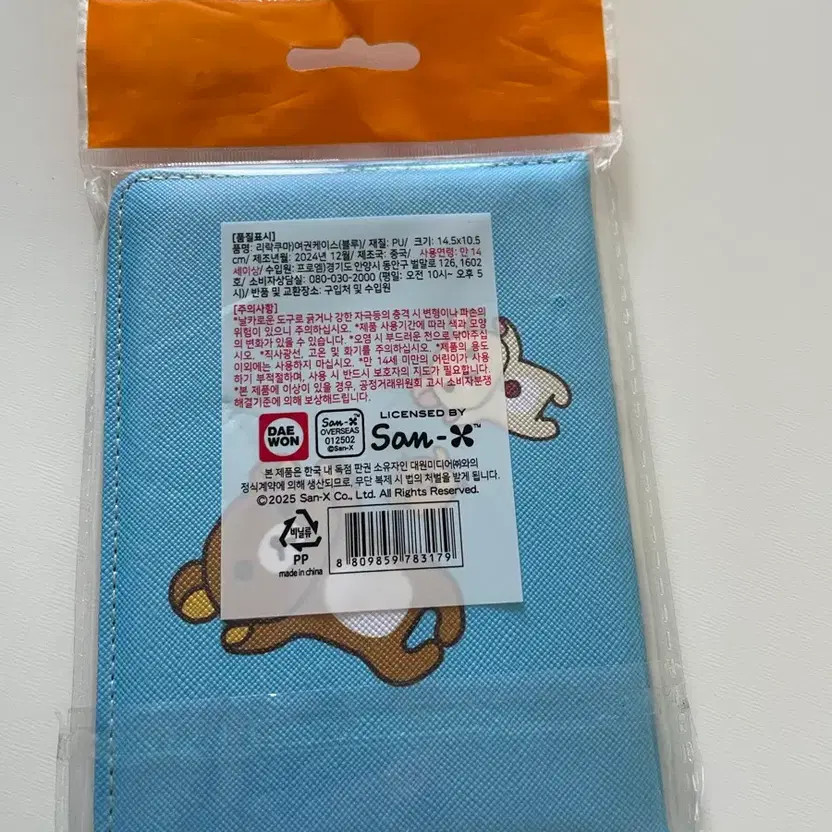 [품질표시]
품명: 리락쿠마)여권케이스(블루)/ 재질: PU/ 크기: 14.5x10.5
cm/ 제조년월: 2024년 12월/ 제조국: 중국/ 사용연령: 만 14
세이상/ 수입원: 프로엠)경기도 안양시 동안구 벌말로 126, 1602
호/ 소비자상담실: 080-030-2000 (평일: 오전 10시~ 오후 5
시)/ 반품 및 교환장소: 구입처 및 수입원
[주의사항]
*날카로운 도구로 긁거나 강한 자극등의 충격 시 변형이나 파손의
위험이 있으니 주의하십시오. *제품 사용기간에 따라 색과 모양
의 변화가 있을 수 있습니다. *오염 시 부드러운 천으로 닦아주십
시오. *직사광선, 고온 및 화기를 주의하십시오. *제품의 용도
이외에는 사용하지 마십시오. *만 14세 미만의 어린이가 사용
하기 부적절하며, 사용 시 반드시 보호자의 지도가 필요합니다.
*본 제품에 이상이 있을 경우, 공정거래위원회 고시 소비자분쟁
해결기준에 의해 보상해드립니다.
DAE
WON
San-X
OVERSEAS
012502
©San-X
LICENSED BY
San-X™
본 제품은 한국 내 독점 판권 소유자인 대원미디어㈜와의
정식계약에 의해 생산되므로, 무단 복제 시 법의 처벌을 받게 됩니다.
©2025 San-X Co., Ltd. All Rights Reserved.
비닐류
PP
made in china
8 809859 783179